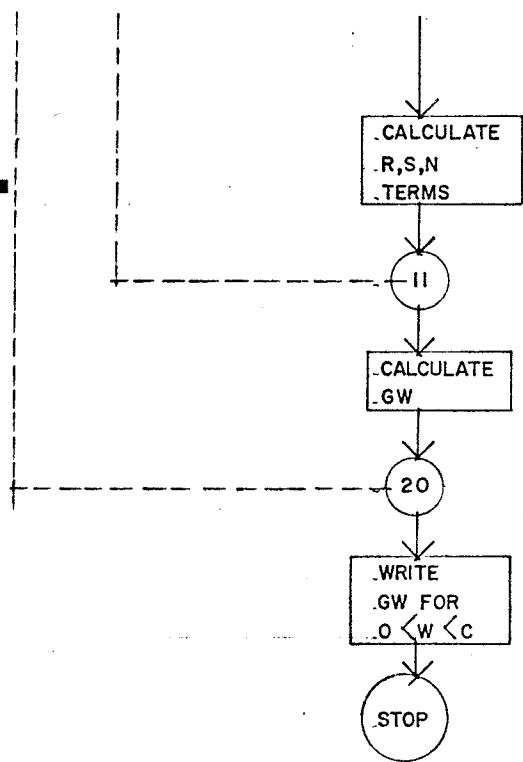 .CALCULATE
.R,S,N
.TERMS
11
.CALCULATE
.GW
20
.WRITE
.GW FOR
.O < W < C
.STOP